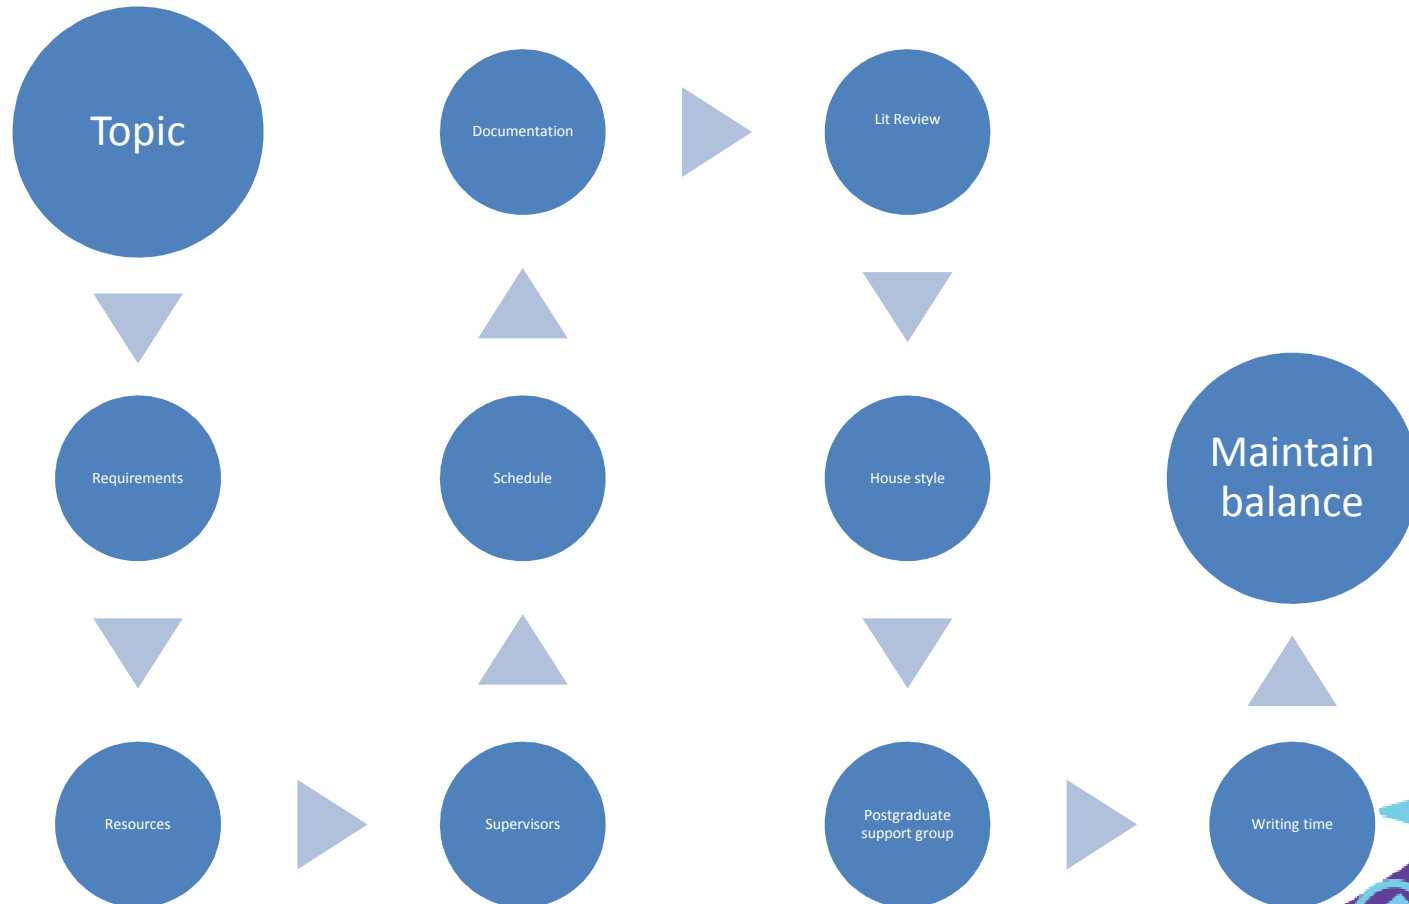 Topic
Requirements
Resources
Supervisors
Schedule
Documentation
Lit Review
House style
Postgraduate
support group
Writing time
Maintain
balance